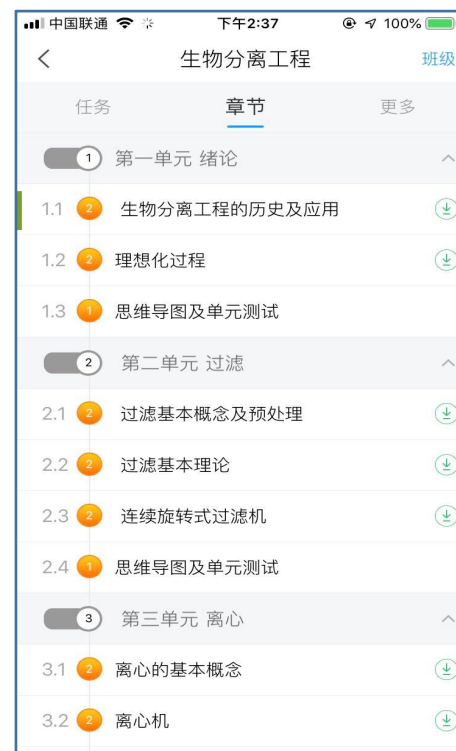 中国联通 下午2:37 100%
生物分离工程 班级
任务 章节 更多
1 第一单元 绪论
1.1 2 生物分离工程的历史及应用
1.2 2 理想化过程
1.3 1 思维导图及单元测试
2 第二单元 过滤
2.1 2 过滤基本概念及预处理
2.2 2 过滤基本理论
2.3 2 连续旋转式过滤机
2.4 1 思维导图及单元测试
3 第三单元 离心
3.1 2 离心的基本概念
3.2 2 离心机